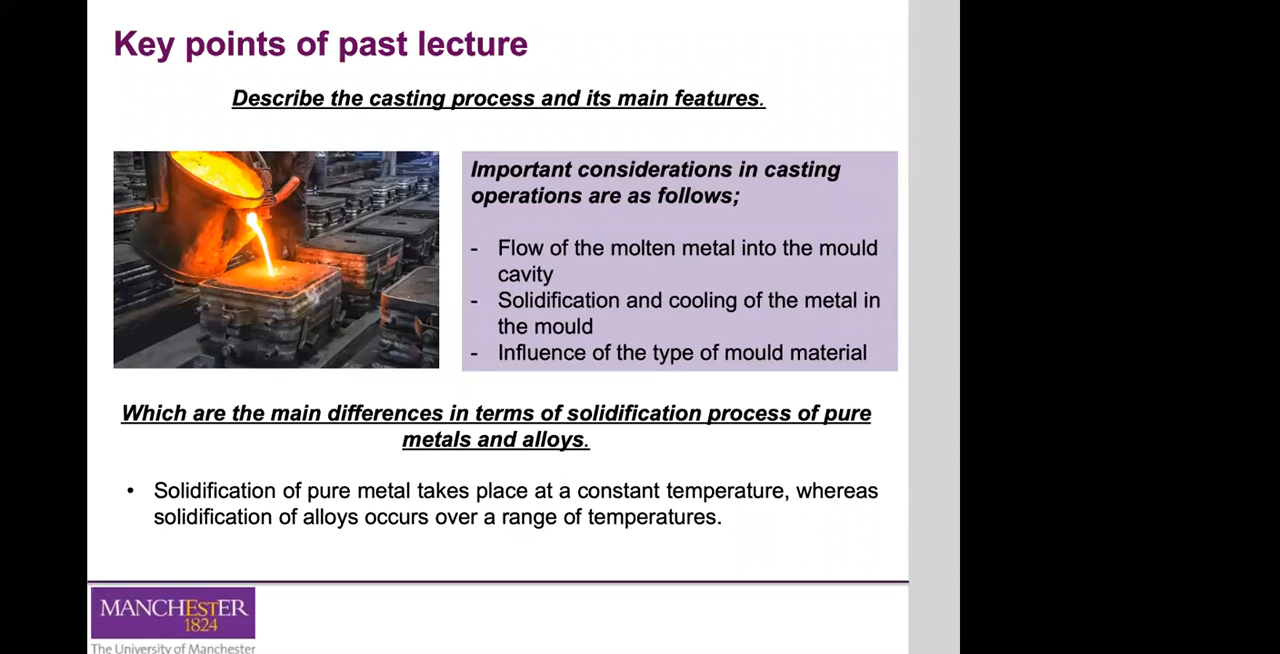 Key points of past lecture
Describe the casting process and its main features.
Important considerations in casting
operations are as follows;
- Flow of the molten metal into the mould
cavity
- Solidification and cooling of the metal in
the mould
- Influence of the type of mould material
Which are the main differences in terms of solidification process of pure
metals and alloys.
• Solidification of pure metal takes place at a constant temperature, whereas
solidification of alloys occurs over a range of temperatures.
MANCHESTER
1824
The University of Manchester